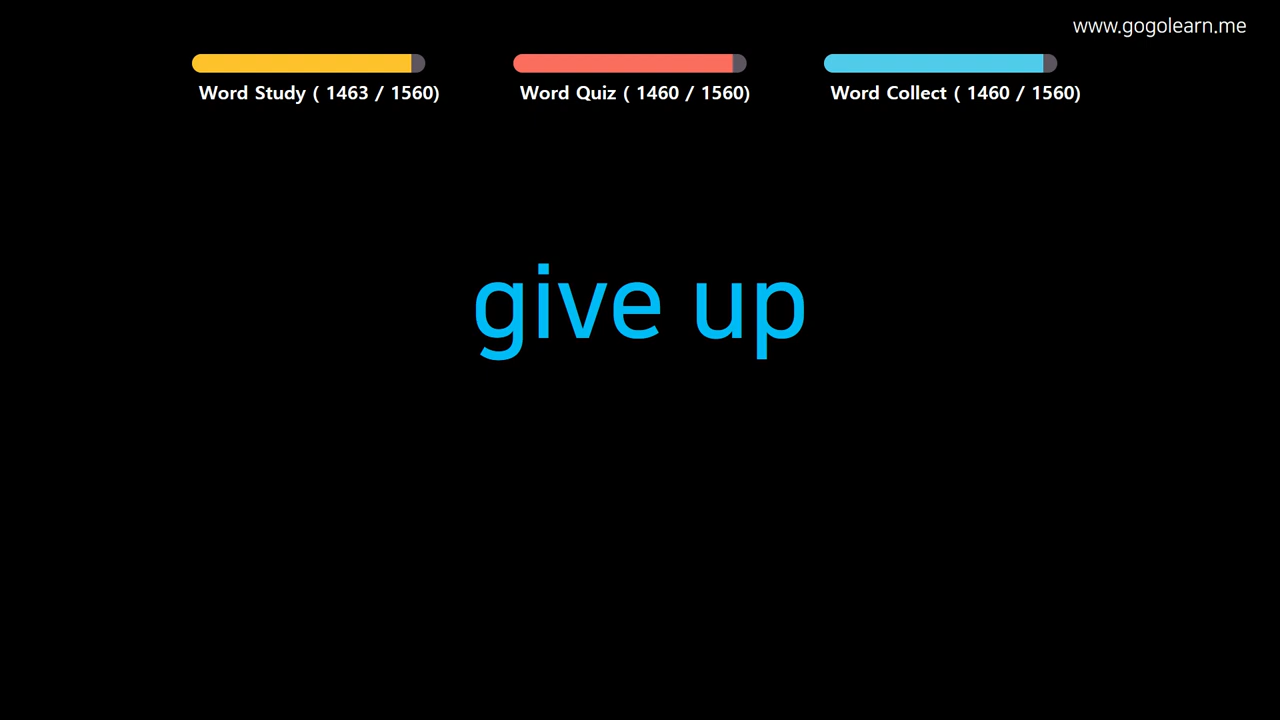 www.gogolearn.me
Word Study ( 1463 / 1560)
Word Quiz ( 1460 / 1560)
Word Collect ( 1460 / 1560)
give up